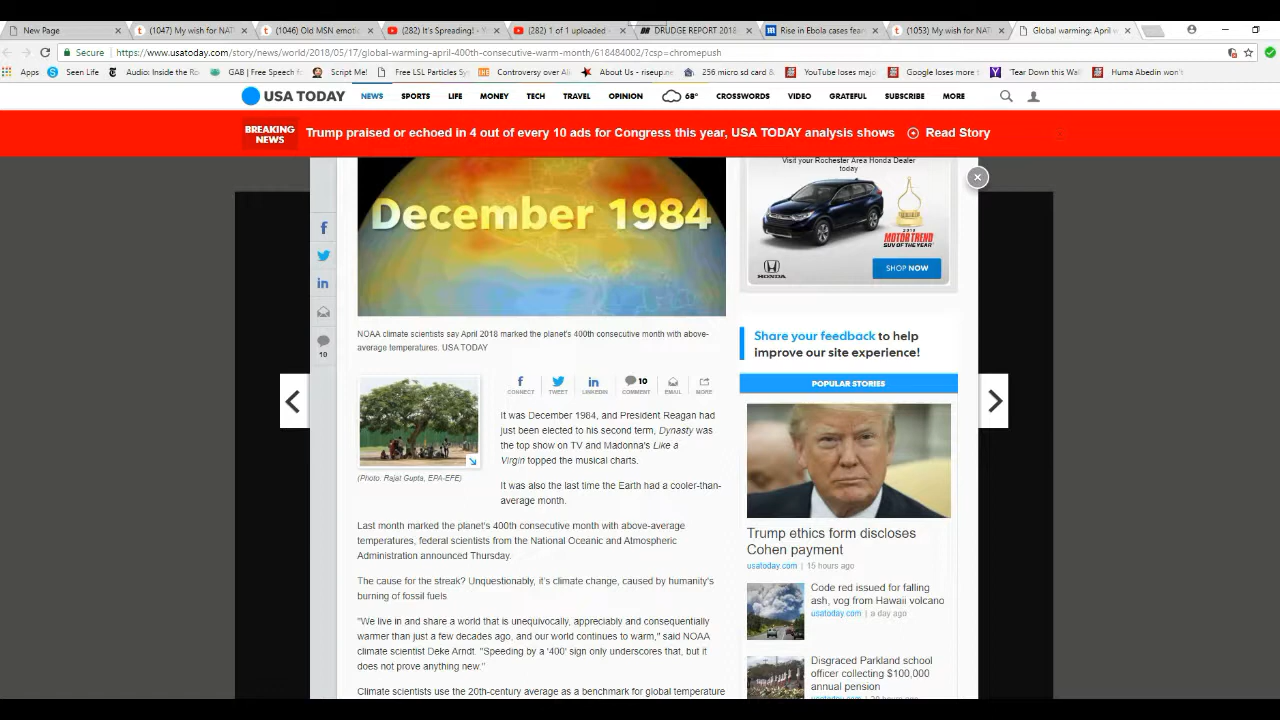 New Page
(1047) My wish for NAT
(1046) Old MSN emotic
(282) It's Spreading! - Y
(282) 1 of 1 uploaded -
DRUDGE REPORT 2018
Rise in Ebola cases fear
(1053) My wish for NAT
Global warming: April w
Secure
https://www.usatoday.com/story/news/world/2018/05/17/global-warming-april-400th-consecutive-warm-month/618484002/?csp=chromepush
Apps
Seen Life
Audio: Inside the Ro
GAB | Free Speech fo
Script Me!
Free LSL Particles Sy
Controversy over Al
About Us - riseup.ne
256 micro sd card &
YouTube loses major
Google loses more t
'Tear Down this Wall
Huma Abedin won't
USA TODAY
NEWS
SPORTS
LIFE
MONEY
TECH
TRAVEL
OPINION
68°
CROSSWORDS
VIDEO
GRATEFUL
SUBSCRIBE
MORE
BREAKING
NEWS
Trump praised or echoed in 4 out of every 10 ads for Congress this year, USA TODAY analysis shows
Read Story
December 1984
Visit your Rochester Area Honda Dealer
today
2018
MOTOR TREND
SUV OF THE YEAR
HONDA
SHOP NOW
10
NOAA climate scientists say April 2018 marked the planet's 400th consecutive month with above-
average temperatures. USA TODAY
Share your feedback to help
improve our site experience!
CONNECT
TWEET
LINKEDIN
10
COMMENT
EMAIL
MORE
(Photo: Rajat Gupta, EPA-EFE)
It was December 1984, and President Reagan had
just been elected to his second term, Dynasty was
the top show on TV and Madonna's Like a
Virgin topped the musical charts.
It was also the last time the Earth had a cooler-than-
average month.
Last month marked the planet's 400th consecutive month with above-average
temperatures, federal scientists from the National Oceanic and Atmospheric
Administration announced Thursday.
The cause for the streak? Unquestionably, it's climate change, caused by humanity's
burning of fossil fuels.
"We live in and share a world that is unequivocally, appreciably and consequentially
warmer than just a few decades ago, and our world continues to warm," said NOAA
climate scientist Deke Arndt. "Speeding by a '400' sign only underscores that, but it
does not prove anything new."
Climate scientists use the 20th-century average as a benchmark for global temperature
POPULAR STORIES
Trump ethics form discloses
Cohen payment
usatoday.com | 15 hours ago
Code red issued for falling
ash, vog from Hawaii volcano
usatoday.com | a day ago
Disgraced Parkland school
officer collecting $100,000
annual pension